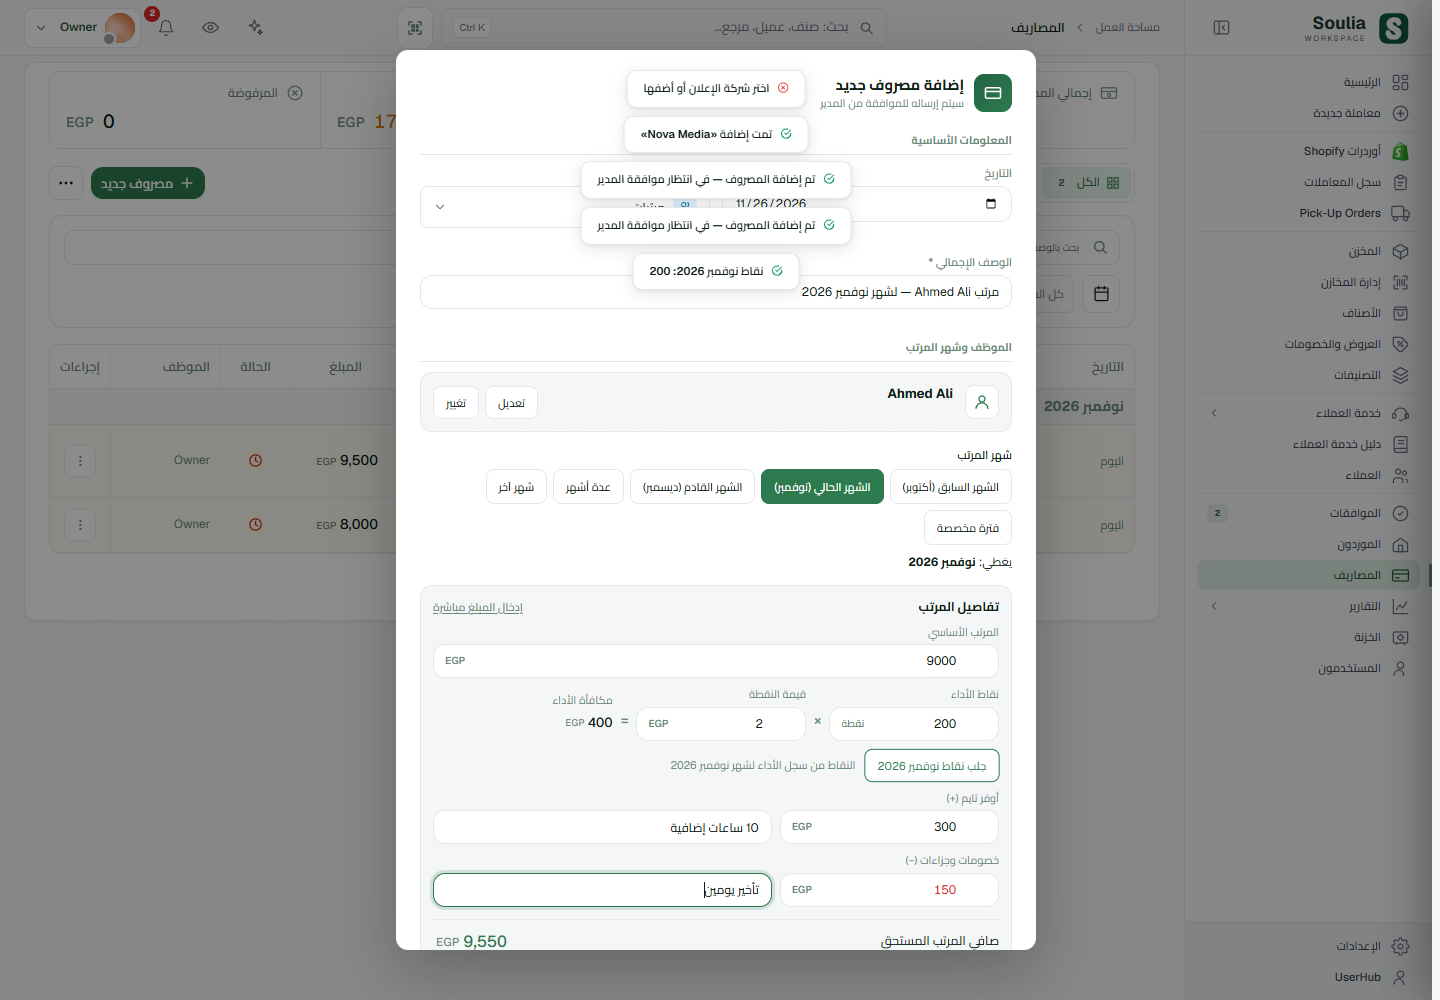 Soulia
WORKSPACE
مساحة العمل
المصاريف
بحث: صنف، عميل، مرجع...
Ctrl K
2
Owner
الرئيسية
معاملة جديدة
أوردرات Shopify
سجل المعاملات
Pick-Up Orders
المخزن
إدارة المخازن
الأصناف
العروض والخصومات
التصنيفات
خدمة العملاء
دليل خدمة العملاء
العملاء
الموافقات
2
الموردون
المصاريف
التقارير
الخزنة
المستخدمون
الإعدادات
UserHub
إجمالي
المرفوضة
EGP 17
EGP 0
الكل 2
مصروف جديد
بحث
كل
التاريخ
المبلغ
الحالة
الموظف
إجراءات
نوفمبر 2026
اليوم
EGP 9,500
Owner
اليوم
EGP 8,000
Owner
إضافة مصروف جديد
سيتم إرساله للموافقة من المدير
اختر شركة الإعلان أو أضفها
تمت إضافة «Nova Media»
تم إضافة المصروف — في انتظار موافقة المدير
تم إضافة المصروف — في انتظار موافقة المدير
نقاط نوفمبر 2026: 200
المعلومات الأساسية
التاريخ
11/26/2026
الوصف الإجمالي *
مرتب Ahmed Ali — لشهر نوفمبر 2026
الموظف وشهر المرتب
Ahmed Ali
تعديل
تغيير
شهر المرتب
الشهر السابق (أكتوبر)
الشهر الحالي (نوفمبر)
الشهر القادم (ديسمبر)
عدة أشهر
شهر آخر
فترة مخصصة
يغطي: نوفمبر 2026
تفاصيل المرتب
إدخال المبلغ مباشرة
المرتب الأساسي
9000 EGP
نقاط الأداء
قيمة النقطة
مكافأة الأداء
200 نقطة
×
2 EGP
=
400 EGP
جلب نقاط نوفمبر 2026
النقاط من سجل الأداء لشهر نوفمبر 2026
أوفر تايم (+)
300 EGP
10 ساعات إضافية
خصومات وجزاءات (−)
150 EGP
تأخير يومين
صافي المرتب المستحق
EGP 9,550